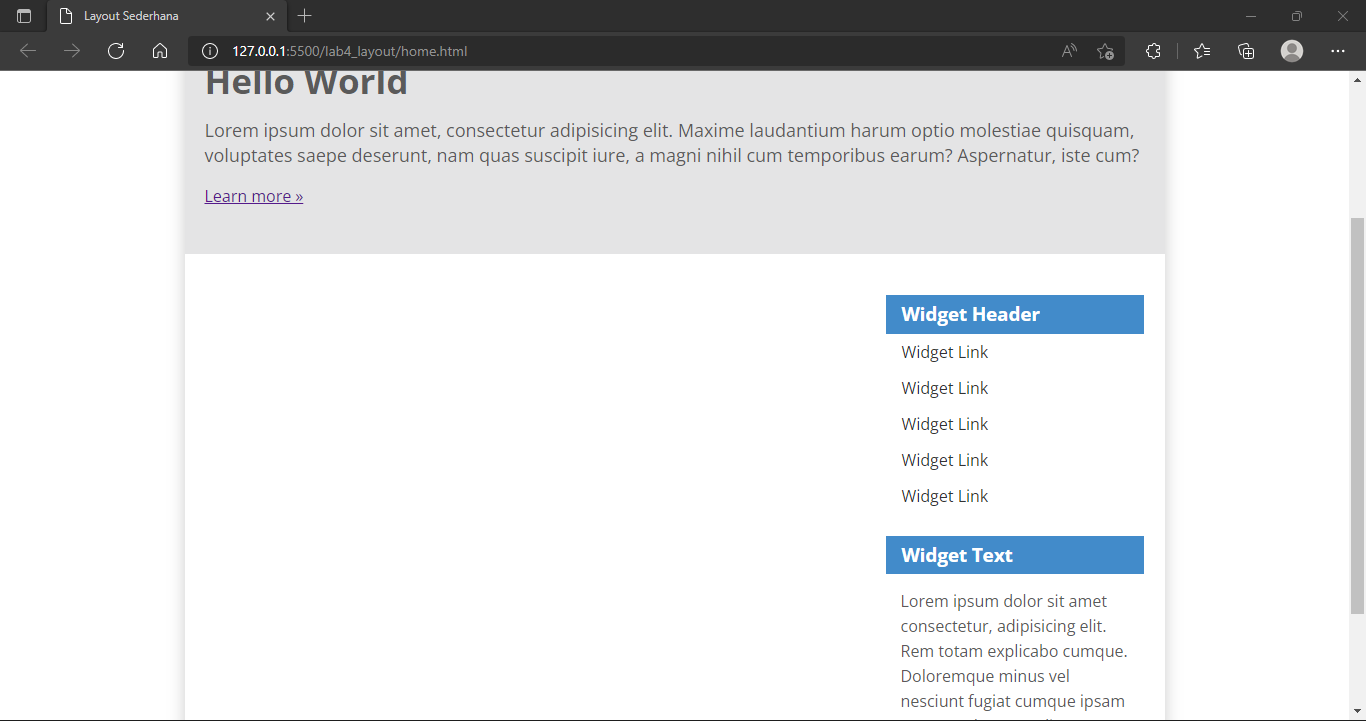 Layout Sederhana
127.0.0.1:5500/lab4_layout/home.html
Hello World
Lorem ipsum dolor sit amet, consectetur adipisicing elit. Maxime laudantium harum optio molestiae quisquam,
voluptates saepe deserunt, nam quas suscipit iure, a magni nihil cum temporibus earum? Aspernatur, iste cum?
Learn more »
Widget Header
Widget Link
Widget Link
Widget Link
Widget Link
Widget Link
Widget Text
Lorem ipsum dolor sit amet
consectetur, adipisicing elit.
Rem totam explicabo cumque.
Doloremque minus vel
nesciunt fugiat cumque ipsam